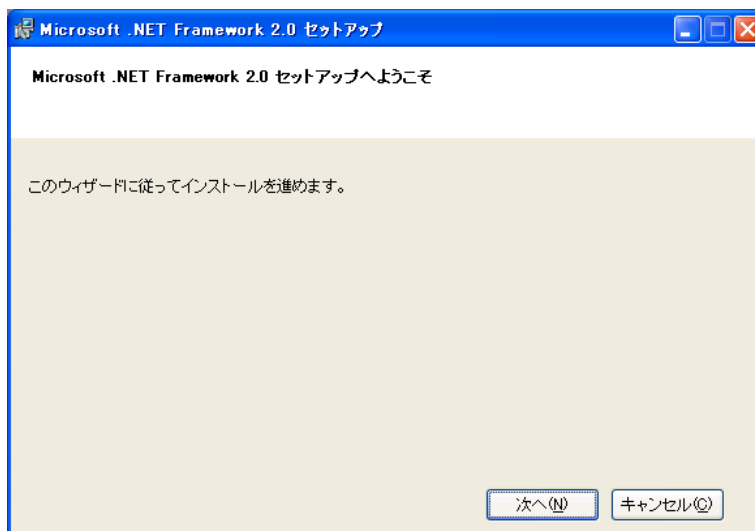 Microsoft .NET Framework 2.0 セットアップ
Microsoft .NET Framework 2.0 セットアップへようこそ
このウィザードに従ってインストールを進めます。
次へ(N)
キャンセル(C)